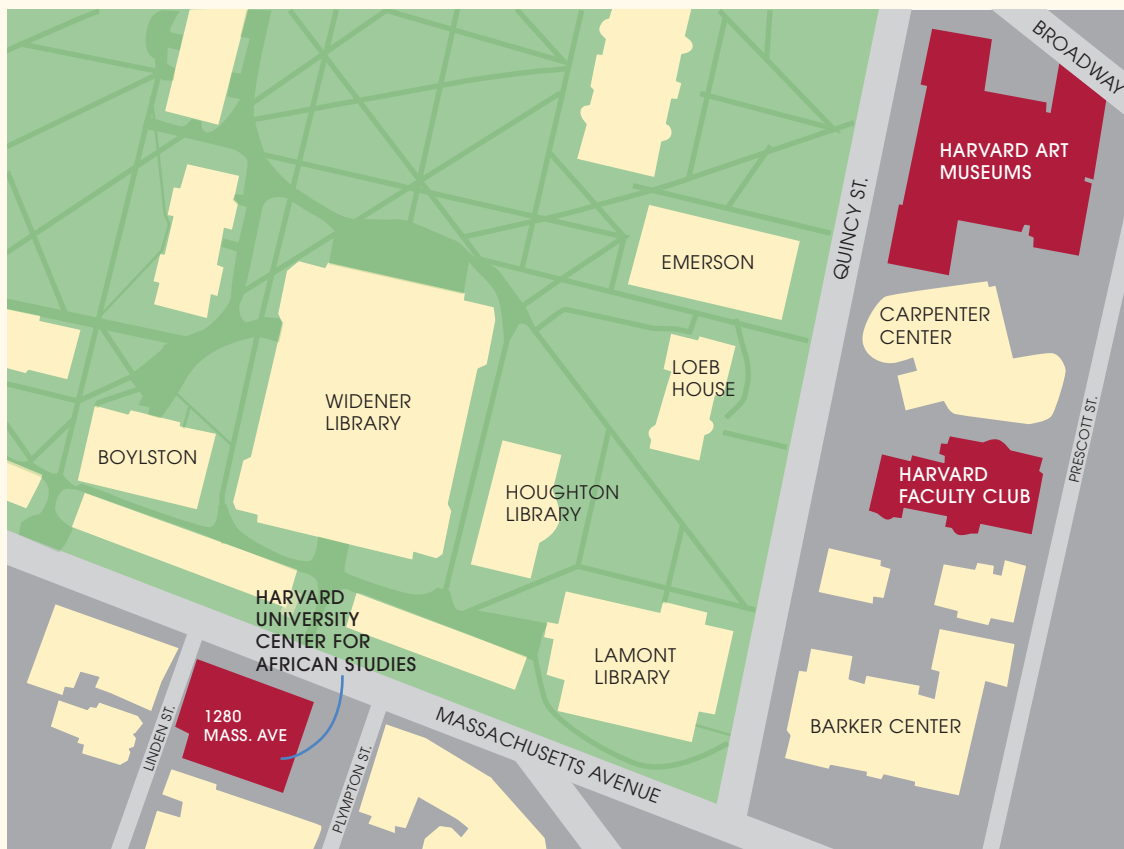 BROADWAY
HARVARD ART
MUSEUMS
QUINCY ST.
EMERSON
CARPENTER
CENTER
LOEB
HOUSE
WIDENER
LIBRARY
PRESCOTT ST.
BOYLSTON
HARVARD
FACULTY CLUB
HOUGHTON
LIBRARY
HARVARD
UNIVERSITY
CENTER FOR
AFRICAN STUDIES
LAMONT
LIBRARY
1280
MASS. AVE
BARKER CENTER
LINDEN ST.
MASSACHUSETTS AVENUE
PLYMPTON ST.